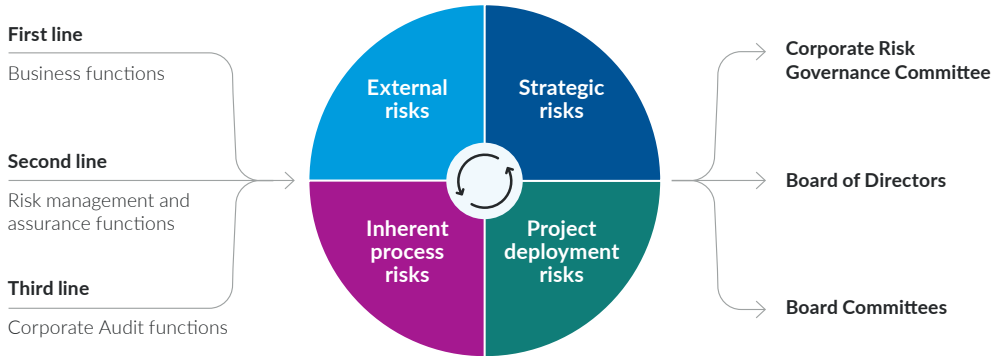 First line
Business functions
Second line
Risk management and
assurance functions
Third line
Corporate Audit functions
External
risks
Strategic
risks
Inherent
process
risks
Project
deployment
risks
Corporate Risk
Governance Committee
Board of Directors
Board Committees